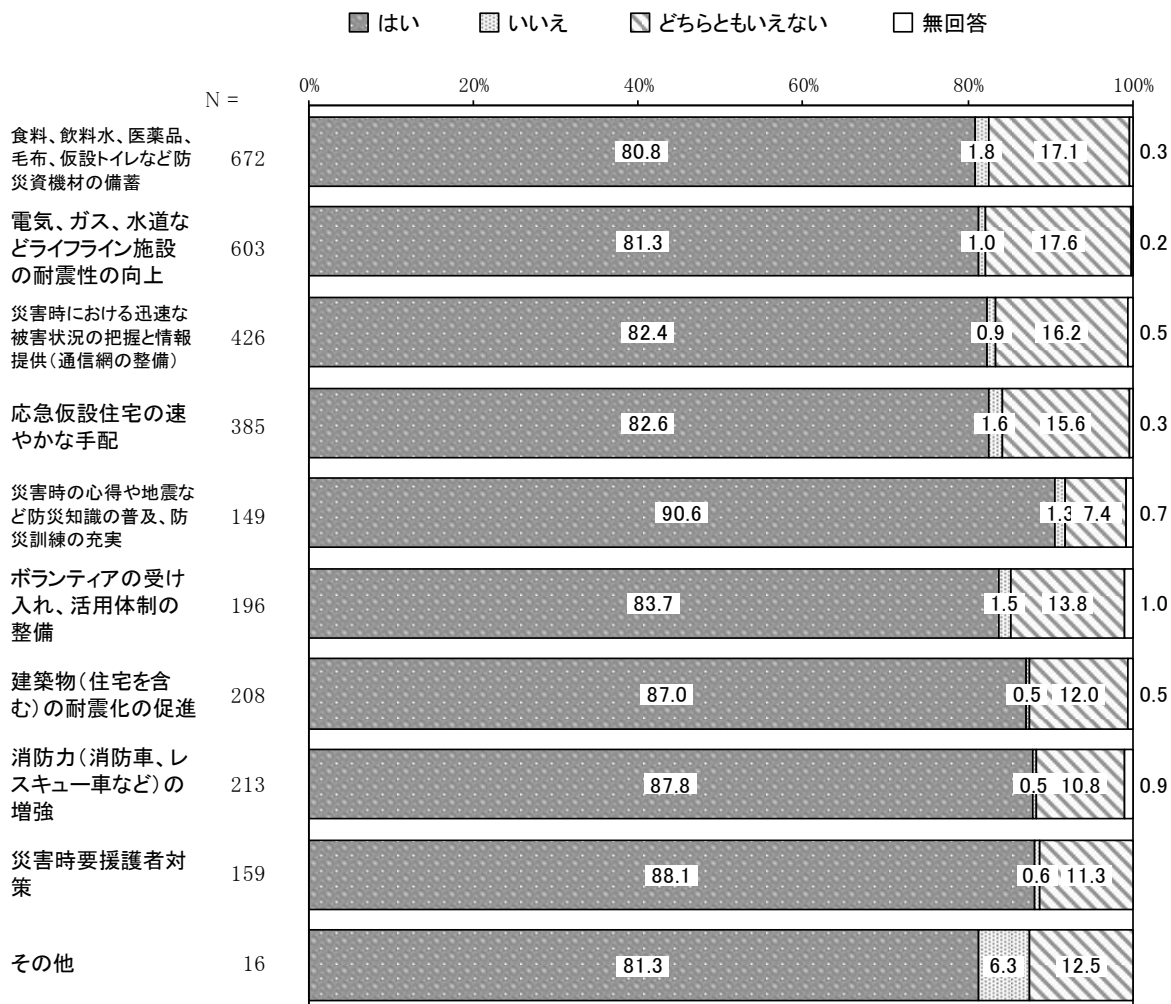 はい いいえ どちらともいえない 無回答
0% 20% 40% 60% 80% 100%
N =
食料、飲料水、医薬品、
毛布、仮設トイレなど防
災資機材の備蓄
672 80.8 1.8 17.1 0.3
電気、ガス、水道な
どライフライン施設
の耐震性の向上
603 81.3 1.0 17.6 0.2
災害時における迅速な
被害状況の把握と情報
提供（通信網の整備）
426 82.4 0.9 16.2 0.5
応急仮設住宅の速
やかな手配
385 82.6 1.6 15.6 0.3
災害時の心得や地震な
ど防災知識の普及、防
災訓練の充実
149 90.6 1.3 7.4 0.7
ボランティアの受け
入れ、活用体制の
整備
196 83.7 1.5 13.8 1.0
建築物（住宅を含
む）の耐震化の促進
208 87.0 0.5 12.0 0.5
消防力（消防車、レ
スキュー車など）の
増強
213 87.8 0.5 10.8 0.9
災害時要援護者対
策
159 88.1 0.6 11.3
その他
16 81.3 6.3 12.5